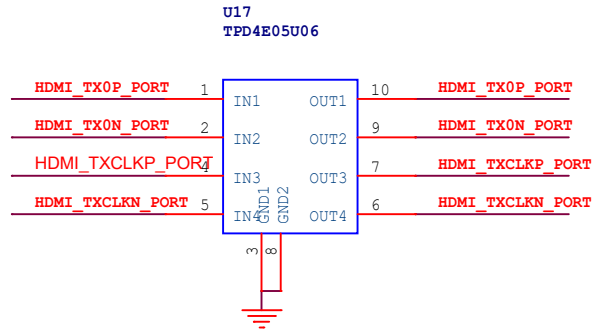 U17
TPD4E05U06
HDMI_TX0P_PORT 1 IN1 OUT1 10 HDMI_TX0P_PORT
HDMI_TX0N_PORT 2 IN2 OUT2 9 HDMI_TX0N_PORT
HDMI_TXCLKP_PORT 4 IN3 OUT3 7 HDMI_TXCLKP_PORT
HDMI_TXCLKN_PORT 5 IN4 OUT4 6 HDMI_TXCLKN_PORT
GND1 GND2
3 8